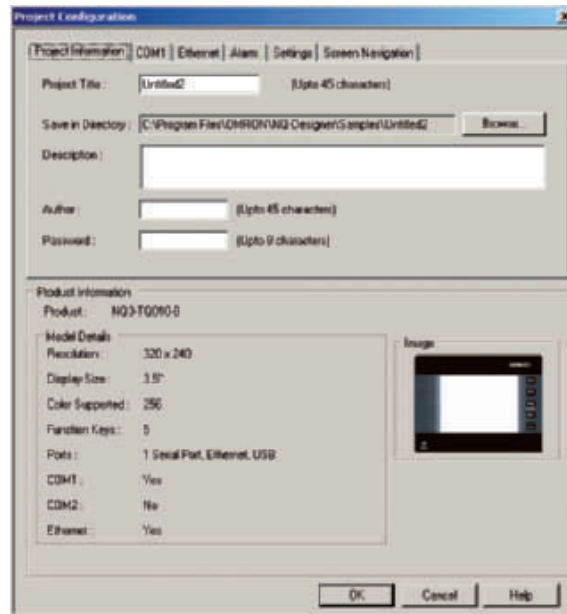 Project Configuration
Project Information COM1 Ethernet Alarm Settings Screen Navigation
Project Title : Untitled2 (Upto 45 characters)
Save in Directory : C:\Program Files\OMRON\NQ-Designer\Samples\Untitled2 Browse...
Description :
Author : (Upto 45 characters)
Password : (Upto 8 characters)
Product information
Product : NQ3-TQ010-B
Model Details
Image
Resolution : 320 x 240
Display Size : 3.5"
Color Supported : 256
Function Keys : 5
Ports : 1 Serial Port, Ethernet, USB
COM1 : Yes
COM2 : No
Ethernet : Yes
OK Cancel Help